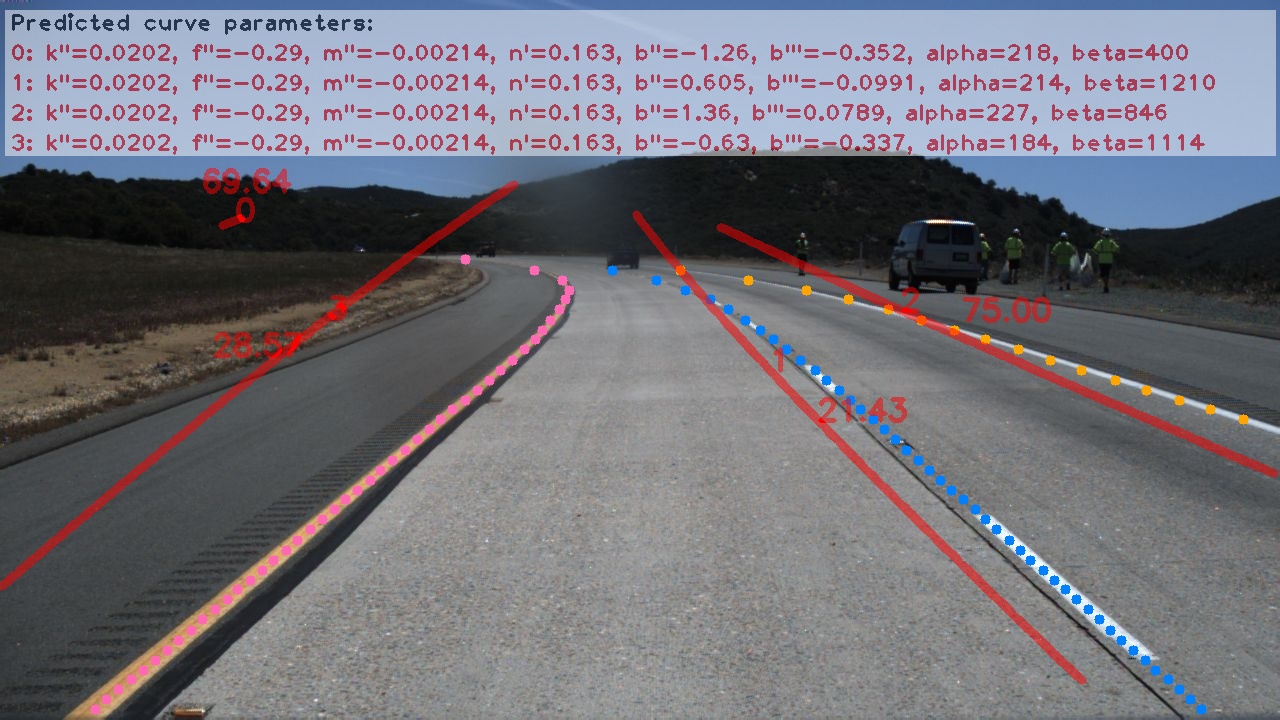 Predicted curve parameters:
0: k''=0.0202, f''=-0.29, m''=-0.00214, n'=0.163, b''=-1.26, b'''=-0.352, alpha=218, beta=400
1: k''=0.0202, f''=-0.29, m''=-0.00214, n'=0.163, b''=0.605, b'''=-0.0991, alpha=214, beta=1210
2: k''=0.0202, f''=-0.29, m''=-0.00214, n'=0.163, b''=1.36, b'''=0.0789, alpha=227, beta=846
3: k''=0.0202, f''=-0.29, m''=-0.00214, n'=0.163, b''=-0.63, b'''=-0.337, alpha=184, beta=1114
69.64
0
3
2
75.00
28.57
1
21.43